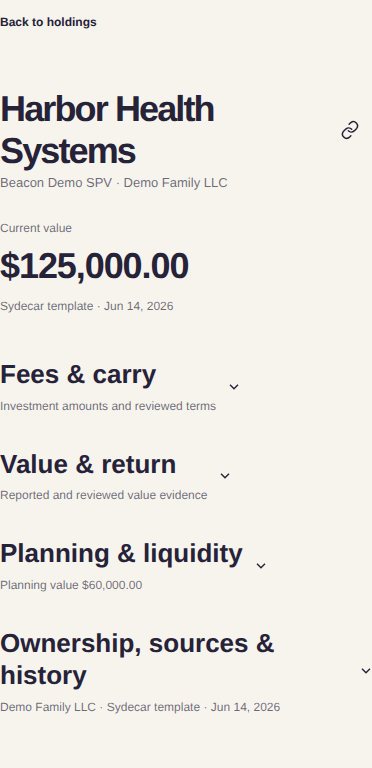 Back to holdings
Harbor Health
Systems
Beacon Demo SPV · Demo Family LLC
Current value
$125,000.00
Sydecar template · Jun 14, 2026
Fees & carry
Investment amounts and reviewed terms
Value & return
Reported and reviewed value evidence
Planning & liquidity
Planning value $60,000.00
Ownership, sources &
history
Demo Family LLC · Sydecar template · Jun 14, 2026